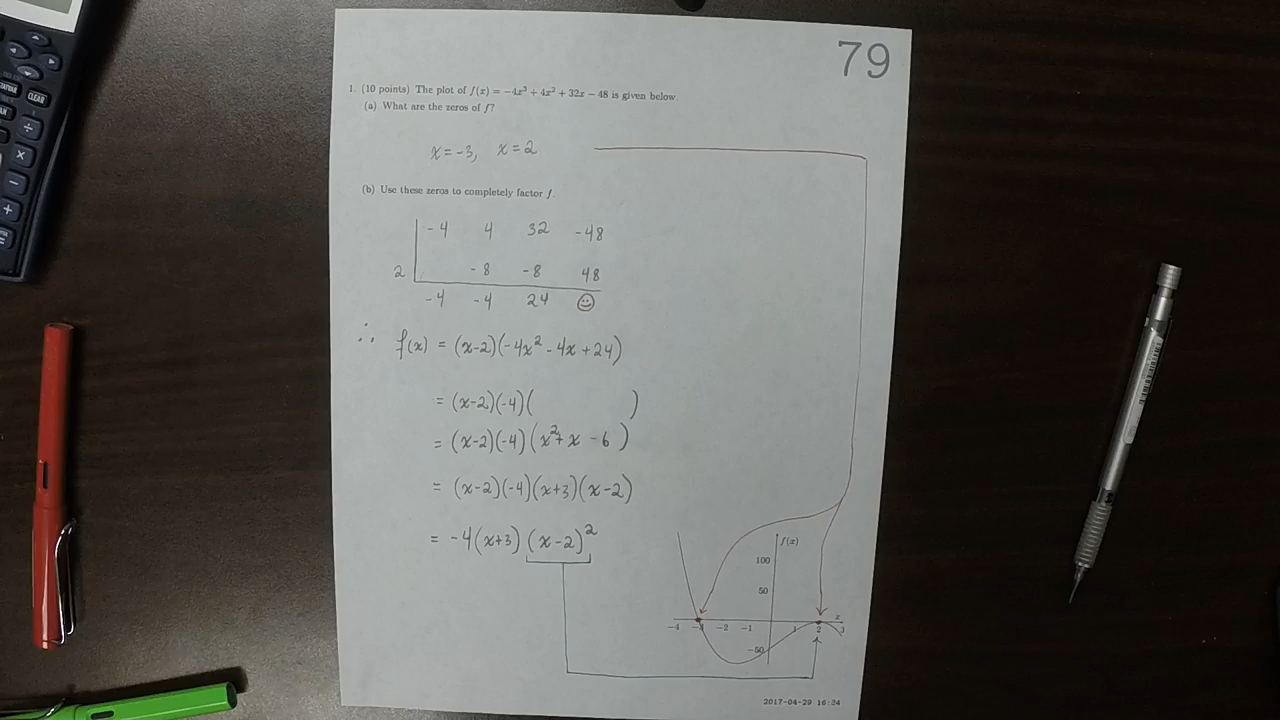 79
1. (10 points) The plot of f(x) = −4x³ + 4x² + 32x − 48 is given below.
(a) What are the zeros of f?
x = -3, x = 2
(b) Use these zeros to completely factor f.
-4 4 32 -48
2 -8 -8 48
-4 -4 24 ☺
∴ f(x) = (x-2)(-4x² - 4x + 24)
= (x-2)(-4)( )
= (x-2)(-4)(x² + x - 6)
= (x-2)(-4)(x+3)(x-2)
= -4(x+3)(x-2)²
f(x)
100
50
x
−4 −3 −2 −1 1 2 3
−50
2017-04-29 16:34
CLEAR
÷
×
−
+